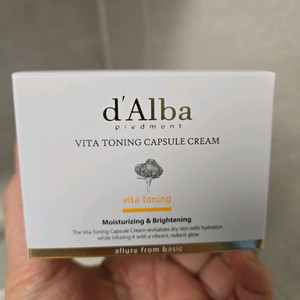 d'Alba
piedmont
VITA TONING CAPSULE CREAM
vita toning
Moisturizing & Brightening
The Vita Toning Capsule Cream revitalizes dry skin with hydration
while infusing it with a vibrant, radiant glow.
allure from basic